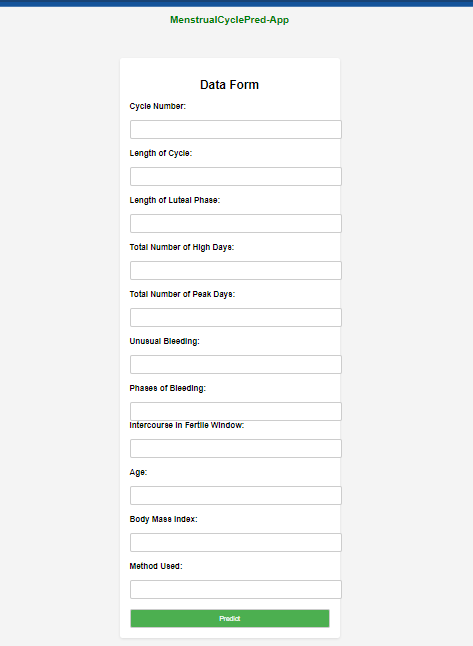 MenstrualCyclePred-App
Data Form
Cycle Number:
Length of Cycle:
Length of Luteal Phase:
Total Number of High Days:
Total Number of Peak Days:
Unusual Bleeding:
Phases of Bleeding:
Intercourse In Fertile Window:
Age:
Body Mass Index:
Method Used:
Predict